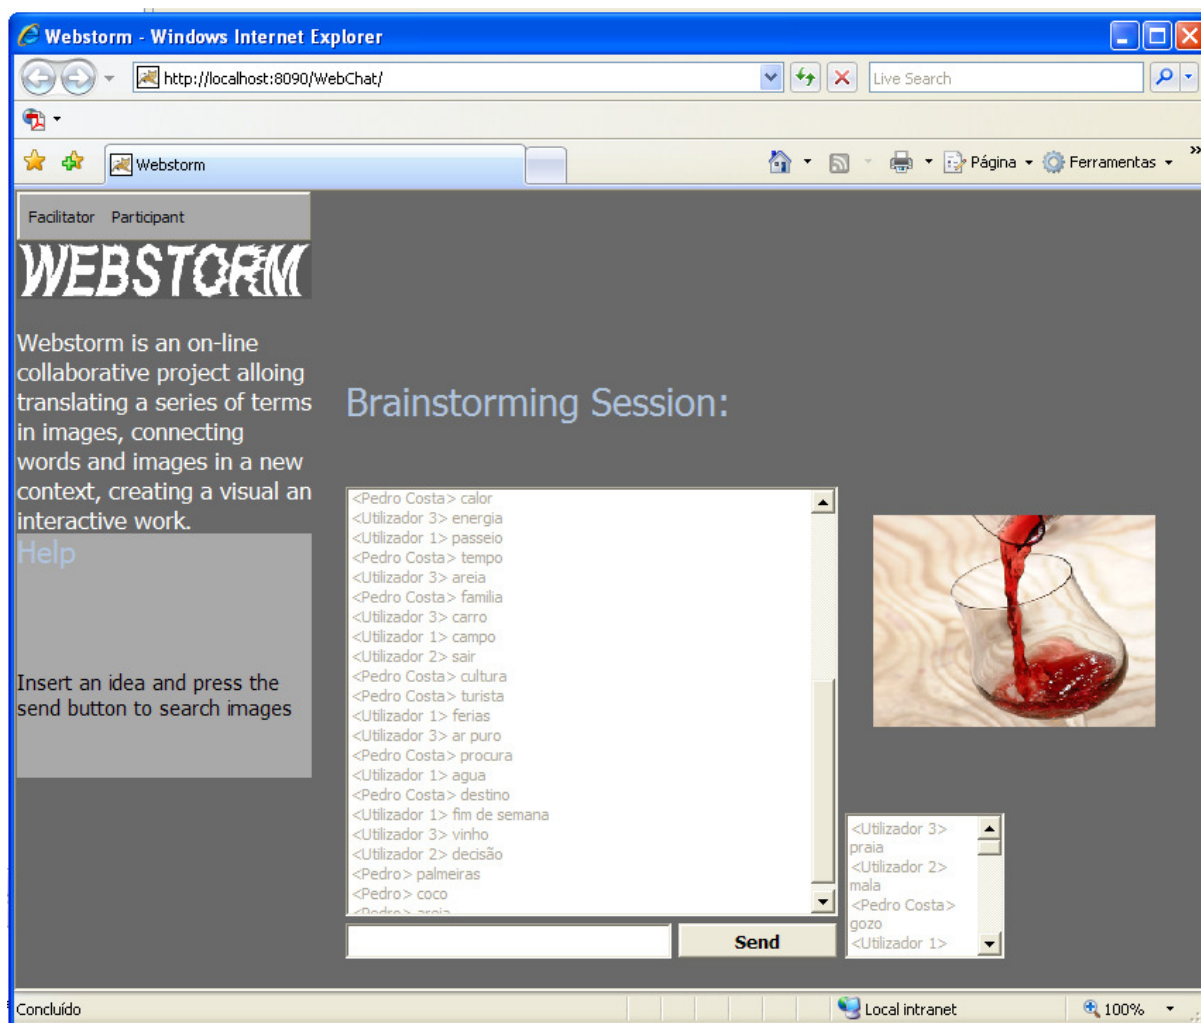 Webstorm - Windows Internet Explorer
http://localhost:8090/WebChat/
Live Search
Webstorm
Página
Ferramentas
»
Facilitator Participant
WEBSTORM
Webstorm is an on-line
collaborative project alloing
translating a series of terms
in images, connecting
words and images in a new
context, creating a visual an
interactive work.
Help
Insert an idea and press the
send button to search images
Brainstorming Session:
<Pedro Costa> calor
<Utilizador 3> energia
<Utilizador 1> passeio
<Pedro Costa> tempo
<Utilizador 3> areia
<Pedro Costa> familia
<Utilizador 3> carro
<Utilizador 1> campo
<Utilizador 2> sair
<Pedro Costa> cultura
<Pedro Costa> turista
<Utilizador 1> ferias
<Utilizador 3> ar puro
<Pedro Costa> procura
<Utilizador 1> agua
<Pedro Costa> destino
<Utilizador 1> fim de semana
<Utilizador 3> vinho
<Utilizador 2> decisão
<Pedro> palmeiras
<Pedro> coco
<Pedro> areia
Send
<Utilizador 3>
praia
<Utilizador 2>
mala
<Pedro Costa>
gozo
<Utilizador 1>
Concluído
Local intranet
100%